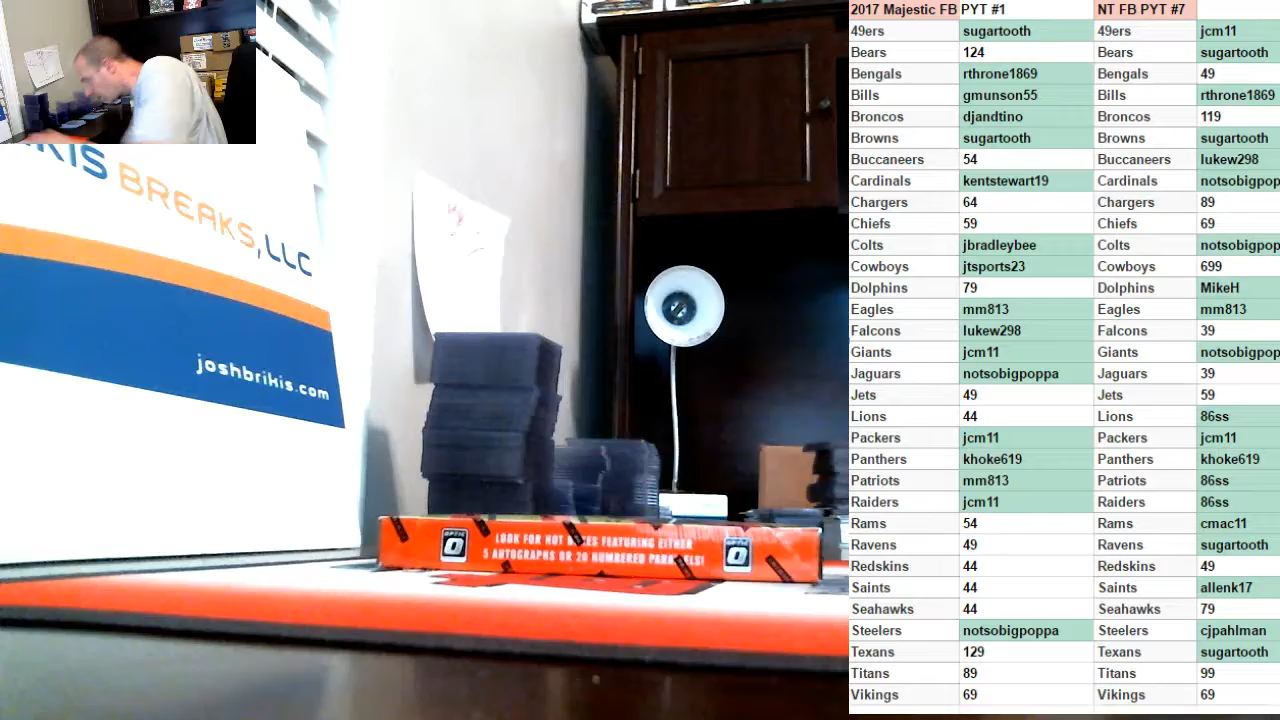 BREAKS, LLC
joshbrikis.com
LOOK FOR HOT BOXES FEATURING EITHER
5 AUTOGRAPHS OR 20 NUMBERED PARALLELS!
OPTIC
OPTIC
2017 Majestic FB PYT #1 NT FB PYT #7
49ers sugartooth 49ers jcm11
Bears 124 Bears sugartooth
Bengals rthrone1869 Bengals 49
Bills gmunson55 Bills rthrone1869
Broncos djandtino Broncos 119
Browns sugartooth Browns sugartooth
Buccaneers 54 Buccaneers lukew298
Cardinals kentstewart19 Cardinals notsobigpop
Chargers 64 Chargers 89
Chiefs 59 Chiefs 69
Colts jbradleybee Colts notsobigpop
Cowboys jtsports23 Cowboys 699
Dolphins 79 Dolphins MikeH
Eagles mm813 Eagles mm813
Falcons lukew298 Falcons 39
Giants jcm11 Giants notsobigpop
Jaguars notsobigpoppa Jaguars 39
Jets 49 Jets 59
Lions 44 Lions 86ss
Packers jcm11 Packers jcm11
Panthers khoke619 Panthers khoke619
Patriots mm813 Patriots 86ss
Raiders jcm11 Raiders 86ss
Rams 54 Rams cmac11
Ravens 49 Ravens sugartooth
Redskins 44 Redskins 49
Saints 44 Saints allenk17
Seahawks 44 Seahawks 79
Steelers notsobigpoppa Steelers cjpahlman
Texans 129 Texans sugartooth
Titans 89 Titans 99
Vikings 69 Vikings 69